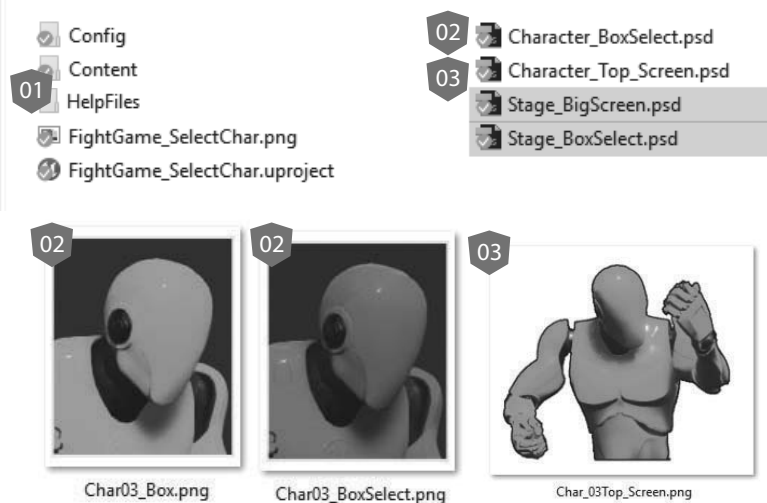 Config
Content
01
HelpFiles
FightGame_SelectChar.png
FightGame_SelectChar.uproject
02
Character_BoxSelect.psd
03
Character_Top_Screen.psd
Stage_BigScreen.psd
Stage_BoxSelect.psd
02
02
03
Char03_Box.png
Char03_BoxSelect.png
Char_03Top_Screen.png